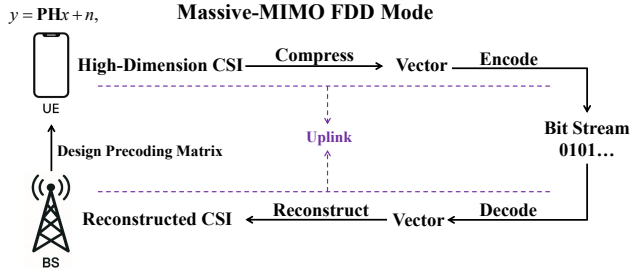 y = PHx+n,
Massive-MIMO FDD Mode
High-Dimension CSI
Compress
Vector
Encode
UE
Uplink
Bit Stream
0101...
Design Precoding Matrix
Reconstructed CSI
Reconstruct
Vector
Decode
BS